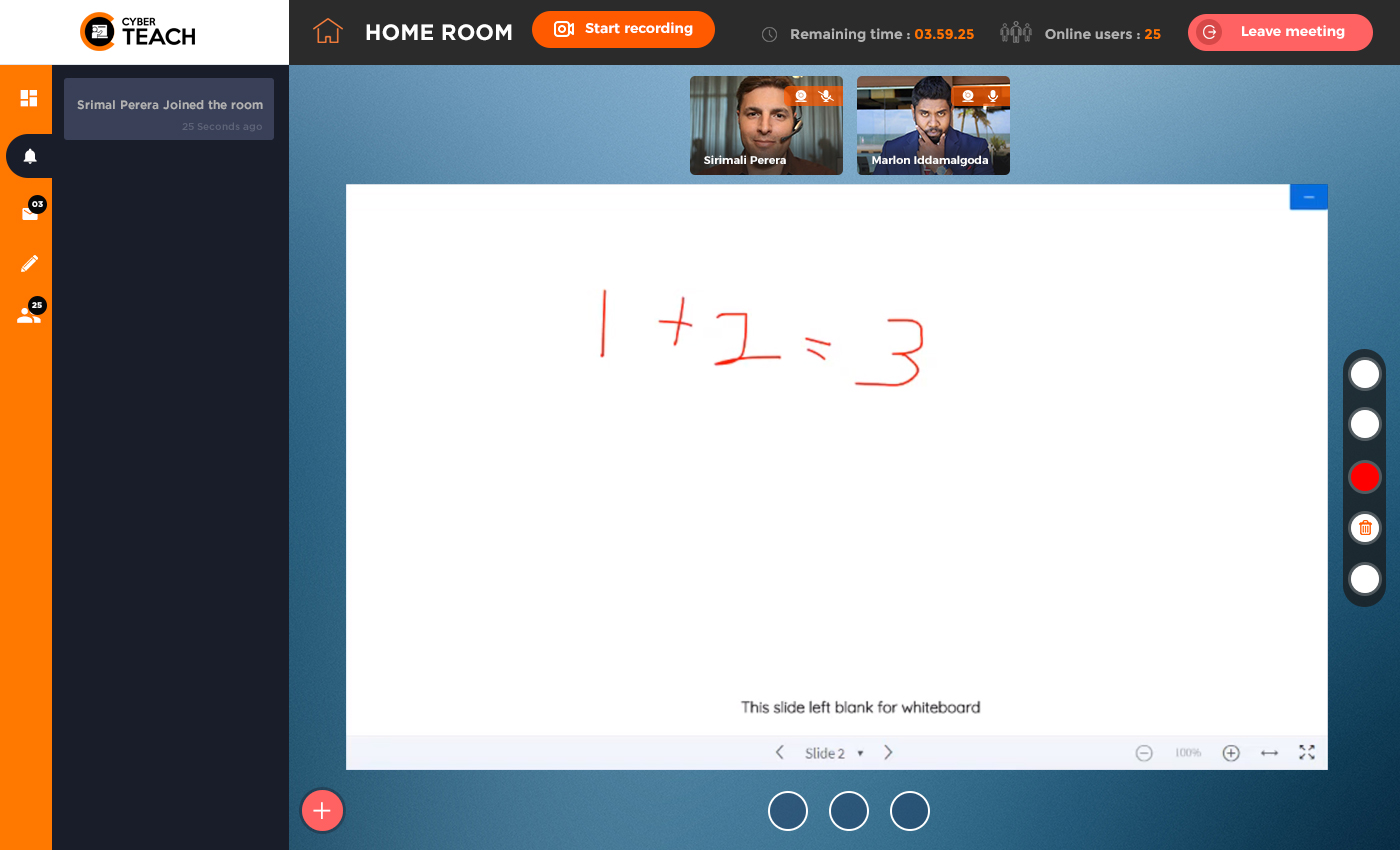 CYBER
TEACH
HOME ROOM
Start recording
Remaining time : 03.59.25
Online users : 25
Leave meeting
Srimal Perera Joined the room
25 Seconds ago
03
25
Sirimali Perera
Marlon Iddamalgoda
1 + 2 = 3
This slide left blank for whiteboard
Slide 2
100%